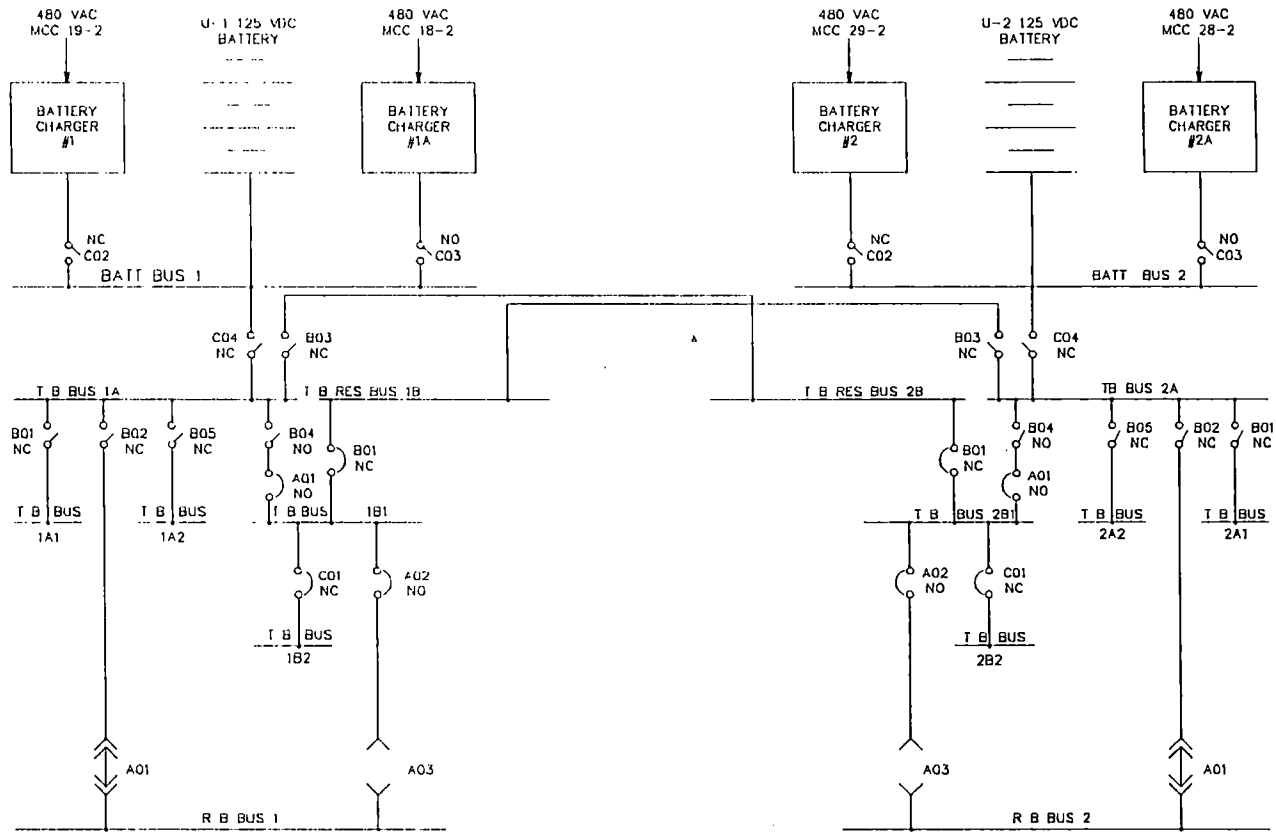 480 VAC
MCC 19-2
U-1 125 VDC
BATTERY
480 VAC
MCC 18-2
480 VAC
MCC 29-2
U-2 125 VDC
BATTERY
480 VAC
MCC 28-2
BATTERY
CHARGER
#1
BATTERY
CHARGER
#1A
BATTERY
CHARGER
#2
BATTERY
CHARGER
#2A
NC
C02
NO
C03
NC
C02
NO
C03
BATT BUS 1
BATT BUS 2
C04
NC
B03
NC
B03
NC
C04
NC
T B BUS 1A
T B RES BUS 1B
T B RES BUS 2B
TB BUS 2A
B01
NC
B02
NC
B05
NC
B04
NO
B01
NC
A01
NO
B01
NC
B04
NO
A01
NO
B05
NC
B02
NC
B01
NC
T B BUS
1A1
T B BUS
1A2
T B BUS 1B1
T B BUS 2B1
T B BUS
2A2
T B BUS
2A1
C01
NC
A02
NO
A02
NO
C01
NC
T B BUS
1B2
T B BUS
2B2
A01
A03
A03
A01
R B BUS 1
R B BUS 2